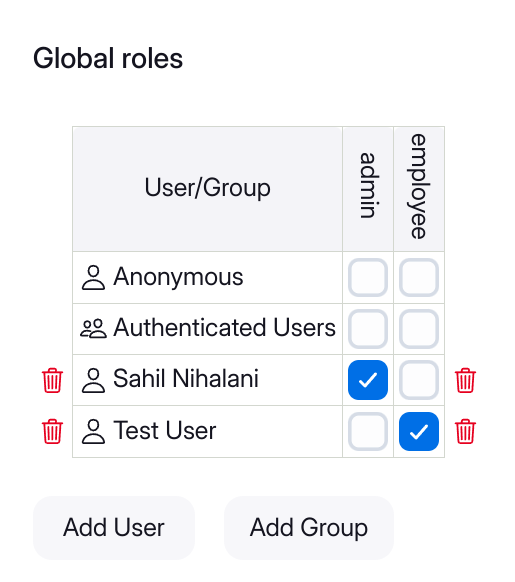 Global roles
User/Group
admin
employee
Anonymous
Authenticated Users
Sahil Nihalani
Test User
Add User
Add Group